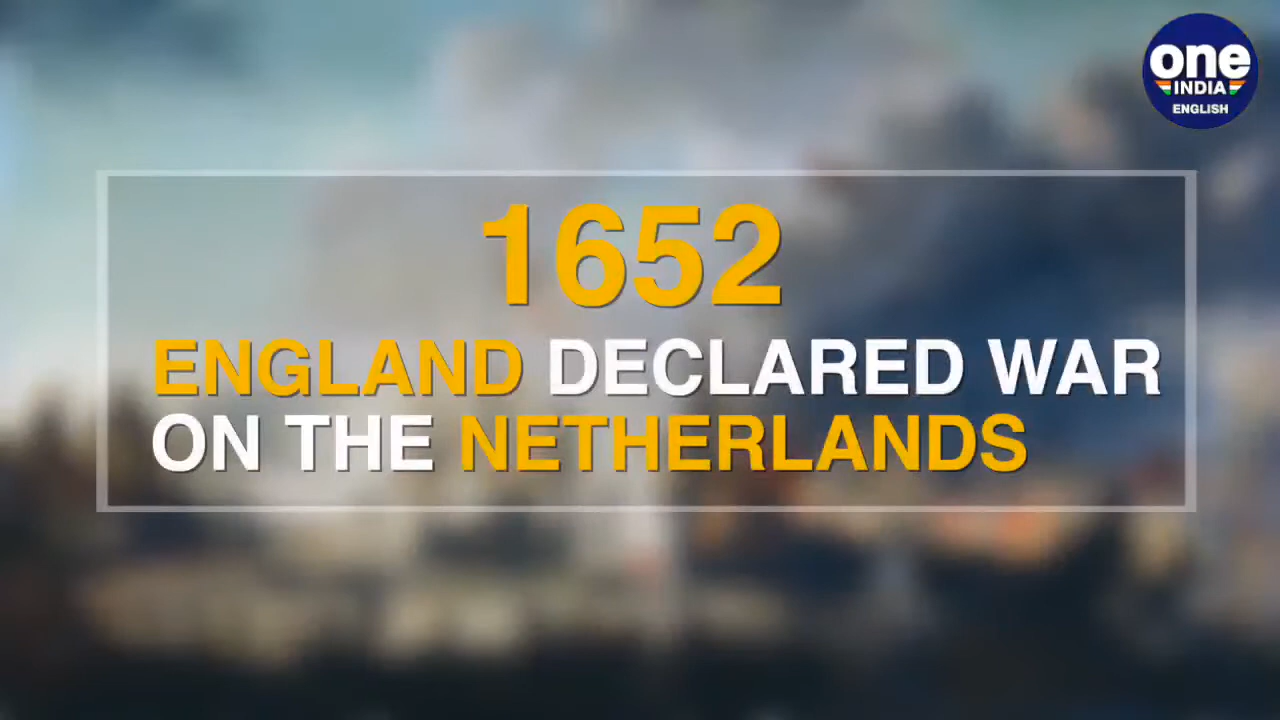 one
INDIA
ENGLISH
1652
ENGLAND DECLARED WAR
ON THE NETHERLANDS